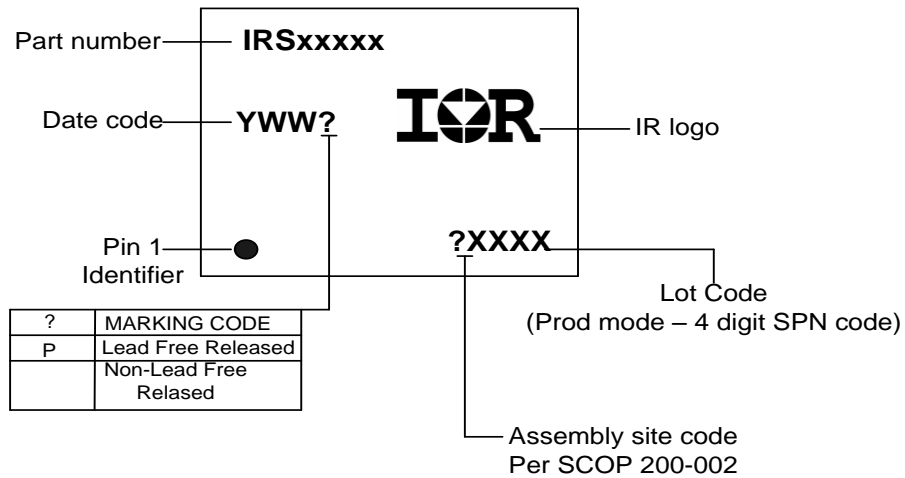 Part number
IRSxxxxx
Date code
YWW?
IOR
IR logo
Pin 1
Identifier
?XXXX
Lot Code
(Prod mode – 4 digit SPN code)
? MARKING CODE
P Lead Free Released
Non-Lead Free
Relased
Assembly site code
Per SCOP 200-002